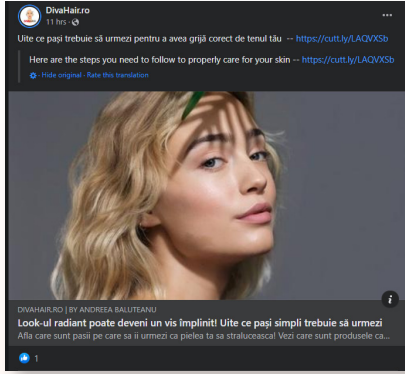 DivaHair.ro
11 hrs ·
Uite ce pași trebuie să urmezi pentru a avea grijă corect de tenul tău -- https://cutt.ly/LAQVXSb
Here are the steps you need to follow to properly care for your skin -- https://cutt.ly/LAQVXSb
· Hide original · Rate this translation
DIVAHAIR.RO | BY ANDREEA BALUTEANU
Look-ul radiant poate deveni un vis împlinit! Uite ce pași simpli trebuie să urmezi
Afla care sunt pasii pe care sa ii urmezi ca pielea ta sa straluceasca! Vezi care sunt produsele ca...
1